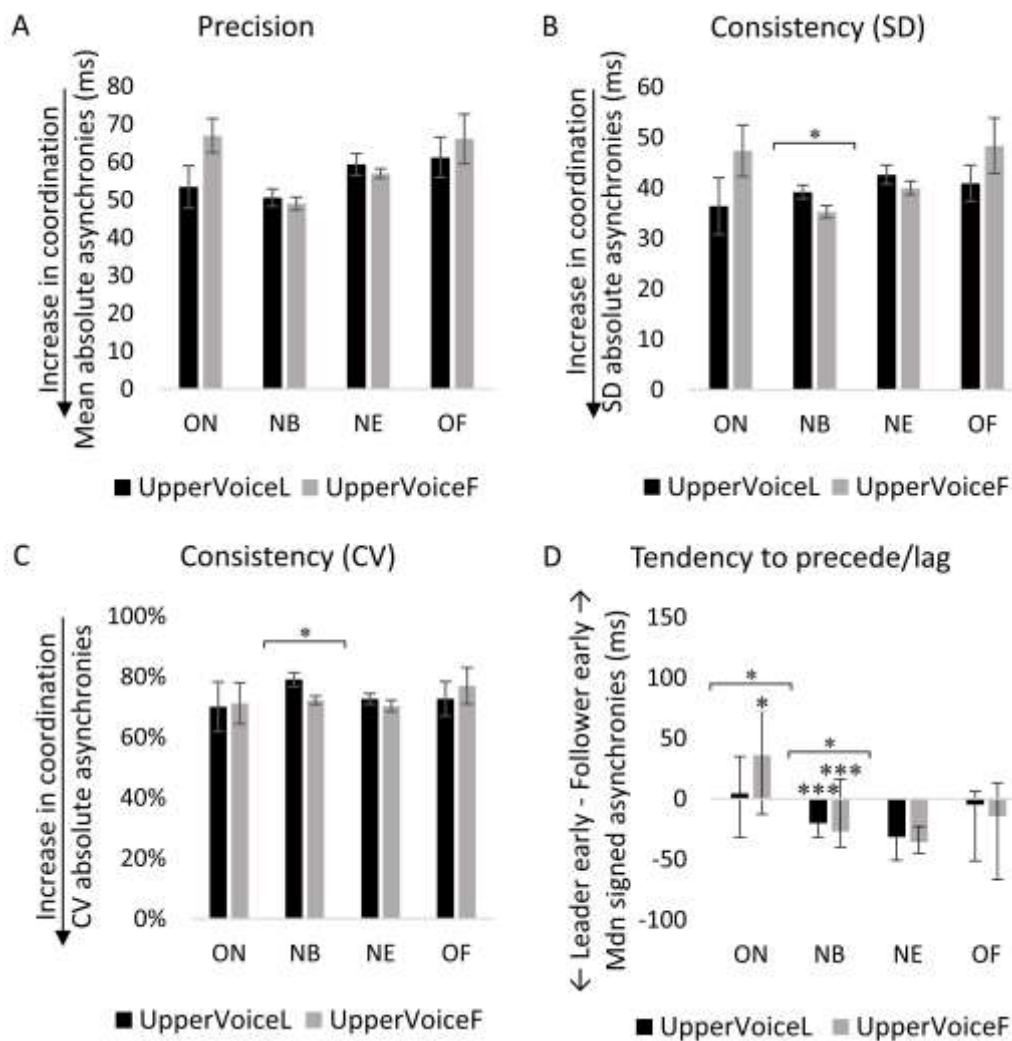 A Precision
Increase in coordination
Mean absolute asynchronies (ms)
80
70
60
50
40
30
20
10
0
ON NB NE OF
UpperVoiceL UpperVoiceF
B Consistency (SD)
Increase in coordination
SD absolute asynchronies (ms)
60
50
40
30
20
10
0
*
ON NB NE OF
UpperVoiceL UpperVoiceF
C Consistency (CV)
Increase in coordination
CV absolute asynchronies
100%
80%
60%
40%
20%
0%
*
ON NB NE OF
UpperVoiceL UpperVoiceF
D Tendency to precede/lag
← Leader early - Follower early →
Mdn signed asynchronies (ms)
150
100
50
0
-50
-100
*
*
*
***
***
ON NB NE OF
UpperVoiceL UpperVoiceF